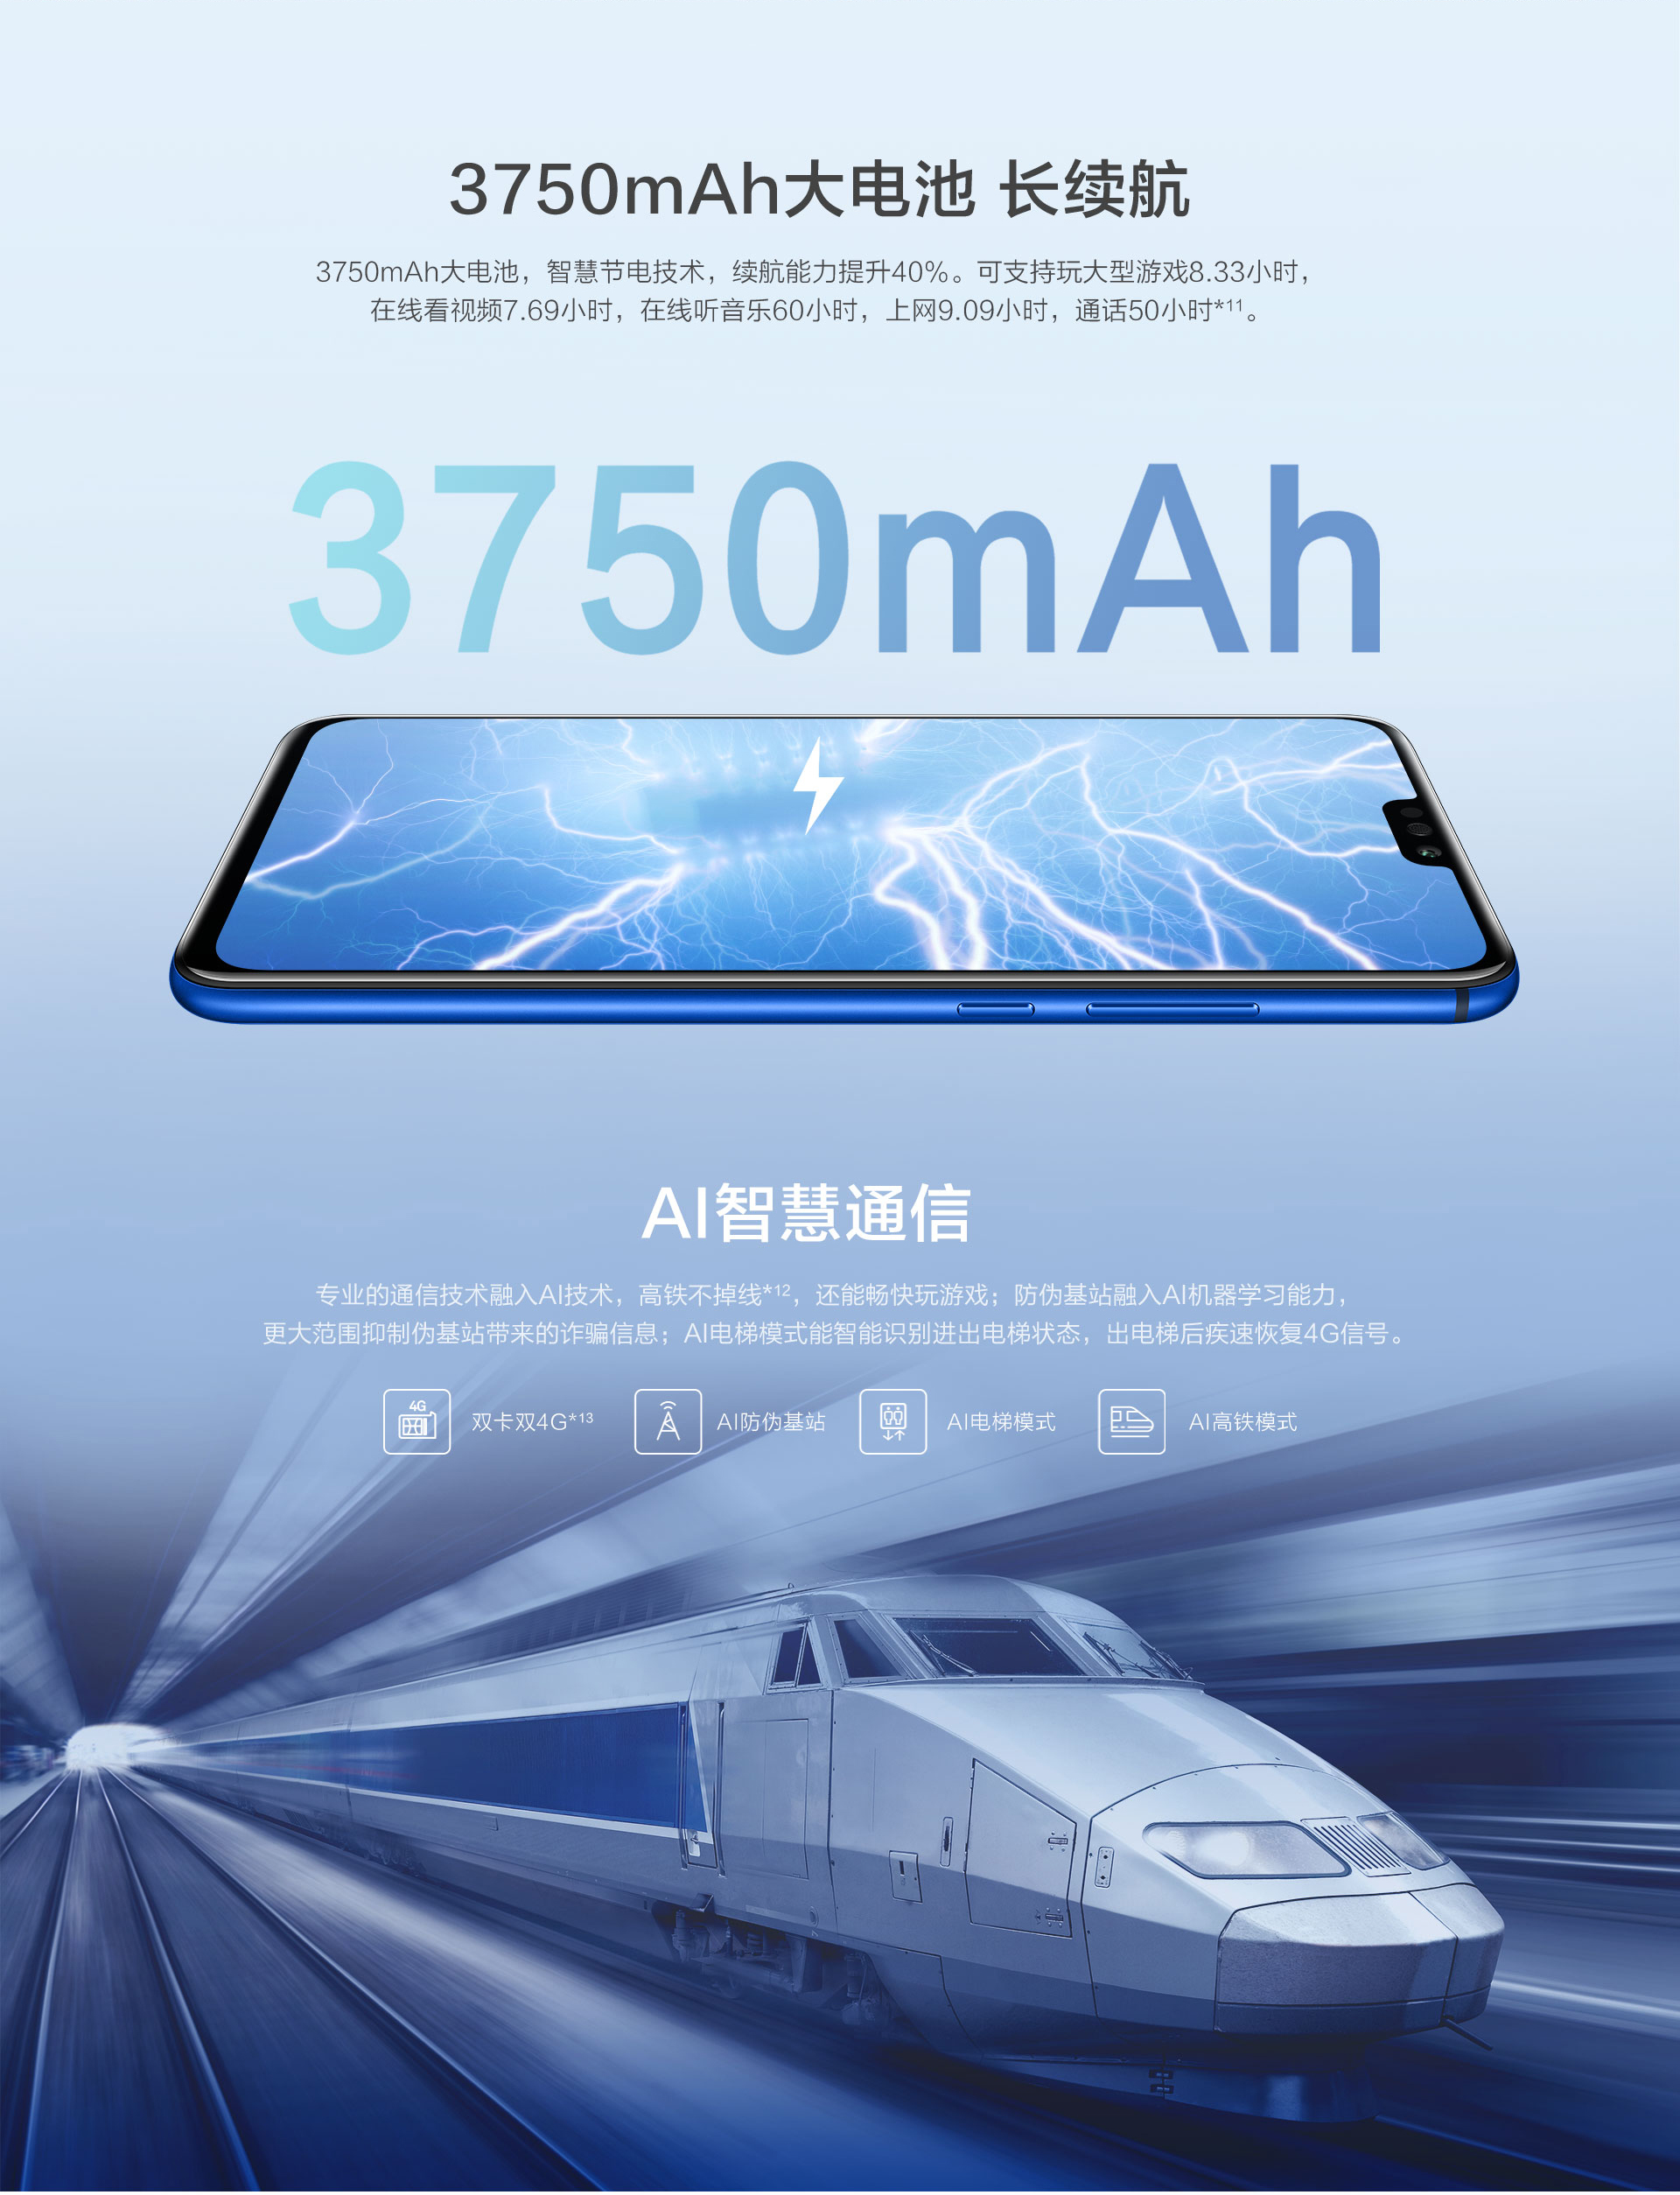 3750mAh大电池 长续航
3750mAh大电池，智慧节电技术，续航能力提升40%。可支持玩大型游戏8.33小时，
在线看视频7.69小时，在线听音乐60小时，上网9.09小时，通话50小时*11。
3750mAh
AI智慧通信
专业的通信技术融入AI技术，高铁不掉线*12，还能畅快玩游戏；防伪基站融入AI机器学习能力，
更大范围抑制伪基站带来的诈骗信息；AI电梯模式能智能识别进出电梯状态，出电梯后疾速恢复4G信号。
4G 双卡双4G*13 AI防伪基站 AI电梯模式 AI高铁模式